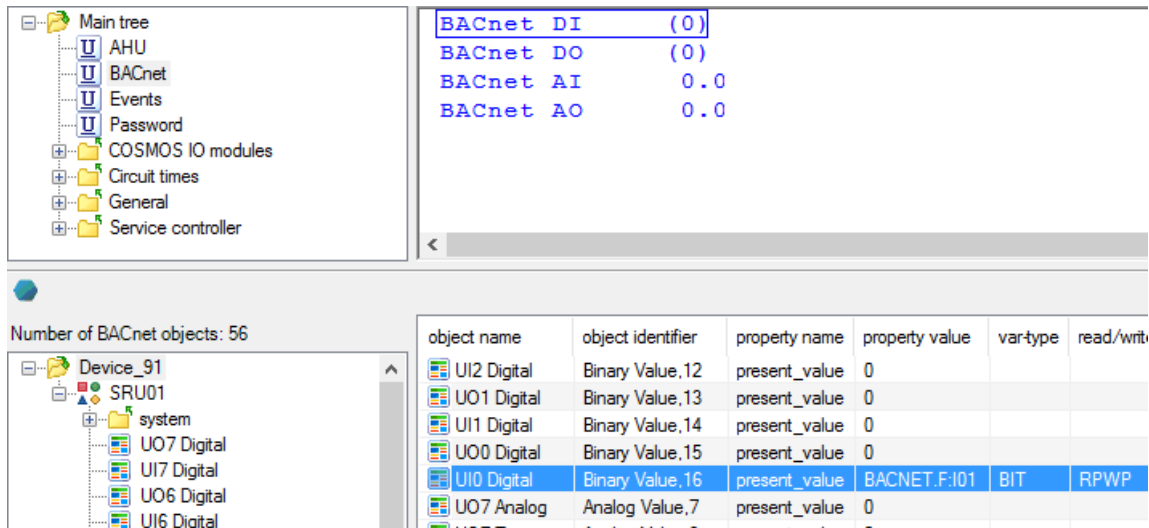 Main tree
AHU
BACnet
Events
Password
COSMOS IO modules
Circuit times
General
Service controller
BACnet DI (0)
BACnet DO (0)
BACnet AI 0.0
BACnet AO 0.0
Number of BACnet objects: 56
Device_91
SRU01
system
UO7 Digital
UI7 Digital
UO6 Digital
UI6 Digital
object name object identifier property name property value var-type read/write
UI2 Digital Binary Value,12 present_value 0
UO1 Digital Binary Value,13 present_value 0
UI1 Digital Binary Value,14 present_value 0
UO0 Digital Binary Value,15 present_value 0
UI0 Digital Binary Value,16 present_value BACNET.F:I01 BIT RPWP
UO7 Analog Analog Value,7 present_value 0